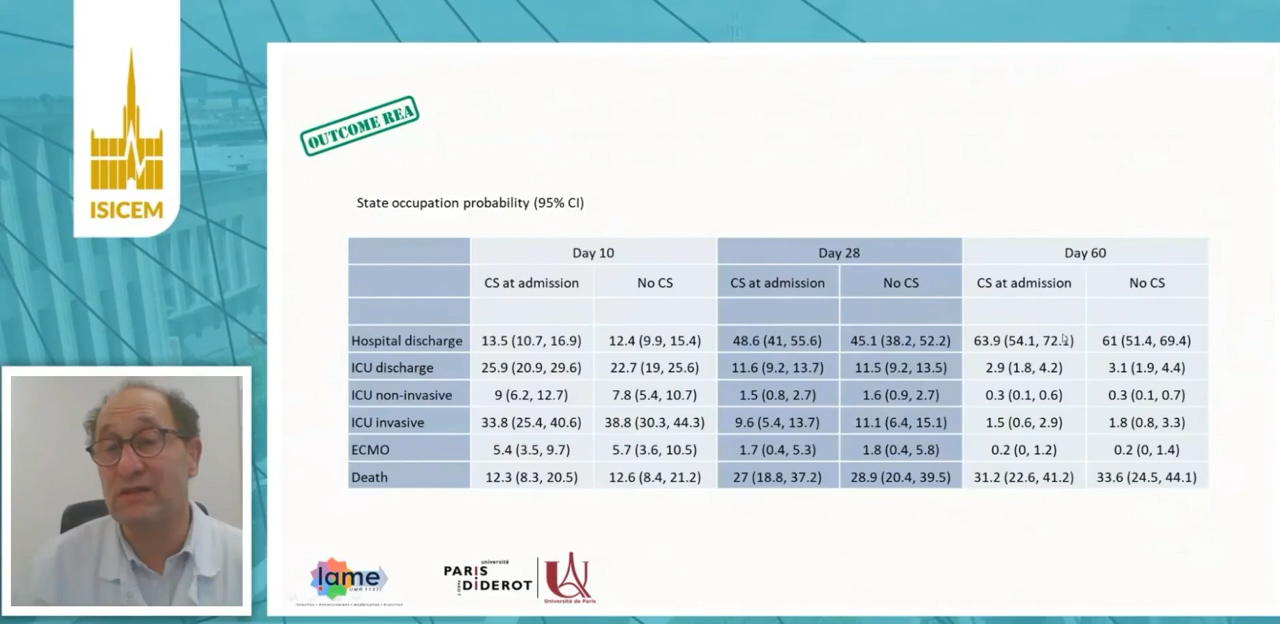 ISICEM
OUTCOME REA
State occupation probability (95% CI)
Day 10 Day 28 Day 60
CS at admission No CS CS at admission No CS CS at admission No CS
Hospital discharge 13.5 (10.7, 16.9) 12.4 (9.9, 15.4) 48.6 (41, 55.6) 45.1 (38.2, 52.2) 63.9 (54.1, 61 (51.4, 69.4)
ICU discharge 25.9 (20.9, 29.6) 22.7 (19, 25.6) 11.6 (9.2, 13.7) 11.5 (9.2, 13.5) 2.9 (1.8, 4.2) 3.1 (1.9, 4.4)
ICU non-invasive 9 (6.2, 12.7) 7.8 (5.4, 10.7) 1.5 (0.8, 2.7) 1.6 (0.9, 2.7) 0.3 (0.1, 0.6) 0.3 (0.1, 0.7)
ICU invasive 33.8 (25.4, 40.6) 38.8 (30.3, 44.3) 9.6 (5.4, 13.7) 11.1 (6.4, 15.1) 1.5 (0.6, 2.9) 1.8 (0.8, 3.3)
ECMO 5.4 (3.5, 9.7) 5.7 (3.6, 10.5) 1.7 (0.4, 5.3) 1.8 (0.4, 5.8) 0.2 (0, 1.2) 0.2 (0, 1.4)
Death 12.3 (8.3, 20.5) 12.6 (8.4, 21.2) 27 (18.8, 37.2) 28.9 (20.4, 39.5) 31.2 (22.6, 41.2) 33.6 (24.5, 44.1)
Iame
UMR 1137
université
PARIS
DIDEROT
Université de Paris